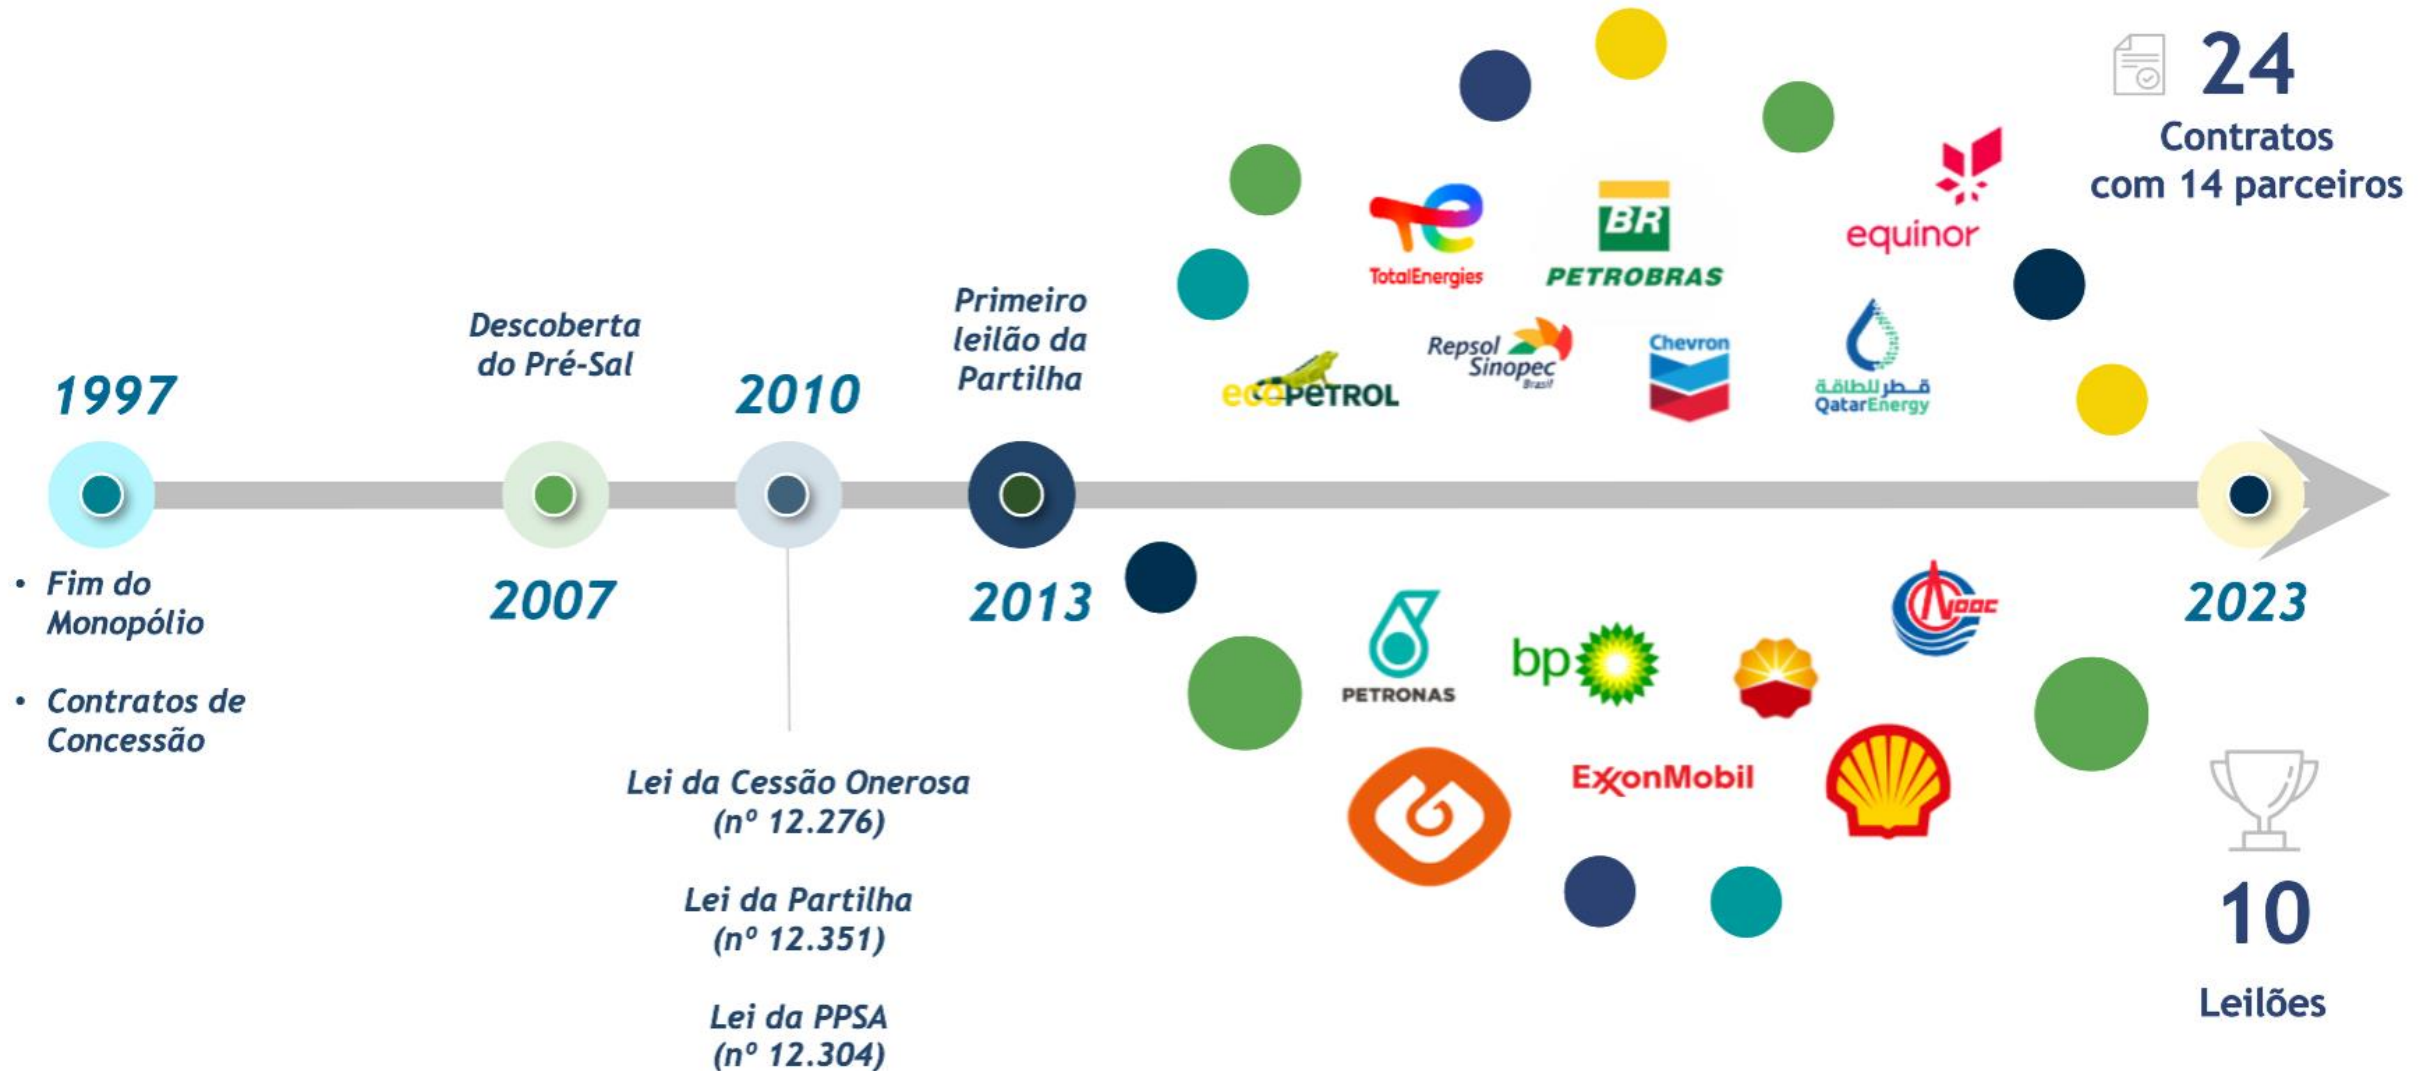 24
Contratos
com 14 parceiros
equinor
TotalEnergies
BR
PETROBRAS
Primeiro
leilão da
Partilha
Descoberta
do Pré-Sal
Repsol
Sinopec
Brasil
Chevron
قطر للطاقة
QatarEnergy
ecopetrol
1997
2010
• Fim do
Monopólio
• Contratos de
Concessão
2007
2013
2023
CNOOC
PETRONAS
bp
ExxonMobil
Lei da Cessão Onerosa
(nº 12.276)
Lei da Partilha
(nº 12.351)
Lei da PPSA
(nº 12.304)
10
Leilões